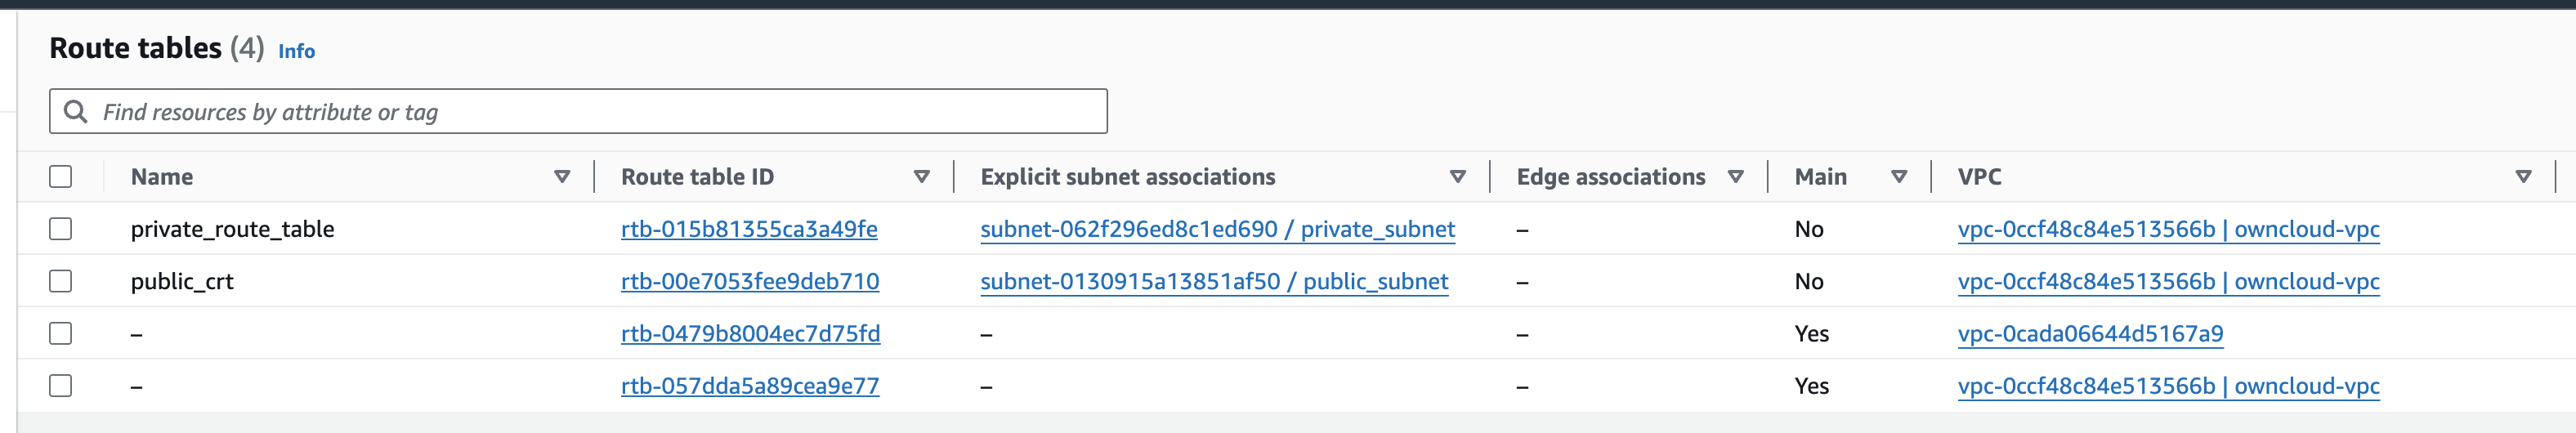 Route tables (4) Info
Find resources by attribute or tag
Name Route table ID Explicit subnet associations Edge associations Main VPC
private_route_table rtb-015b81355ca3a49fe subnet-062f296ed8c1ed690 / private_subnet – No vpc-0ccf48c84e513566b | owncloud-vpc
public_crt rtb-00e7053fee9deb710 subnet-0130915a13851af50 / public_subnet – No vpc-0ccf48c84e513566b | owncloud-vpc
– rtb-0479b8004ec7d75fd – – Yes vpc-0cada06644d5167a9
– rtb-057dda5a89cea9e77 – – Yes vpc-0ccf48c84e513566b | owncloud-vpc